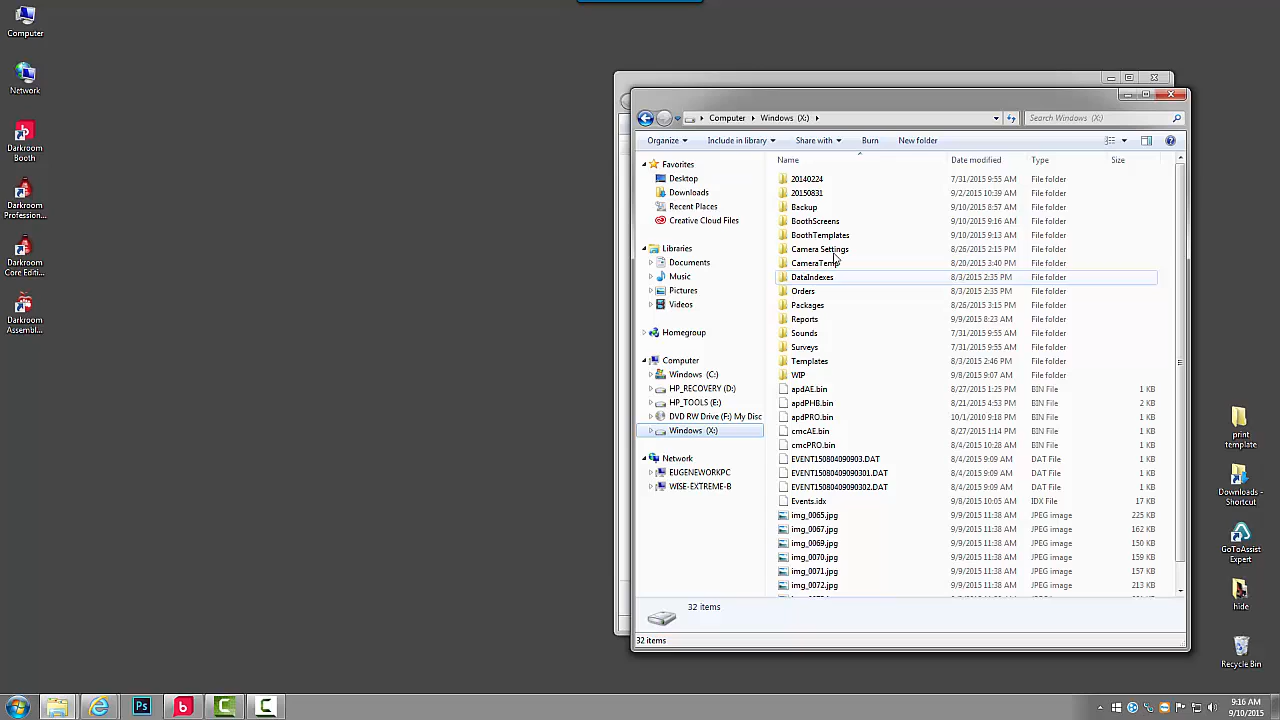 Computer
Network
Darkroom
Booth
Darkroom
Profession...
Darkroom
Core Editi...
Darkroom
Assembl...
Computer
Windows (X:)
Search Windows (X:)
Organize
Include in library
Share with
Burn
New folder
Favorites
Desktop
Downloads
Recent Places
Creative Cloud Files
Libraries
Documents
Music
Pictures
Videos
Homegroup
Computer
Windows (C:)
HP_RECOVERY (D:)
HP_TOOLS (E:)
DVD RW Drive (F:) My Disc
Windows (X:)
Network
EUGENEWORKPC
WISE-EXTREME-B
Name Date modified Type Size
20140224 7/31/2015 9:55 AM File folder
20150831 9/2/2015 10:39 AM File folder
Backup 9/10/2015 8:57 AM File folder
BoothScreens 9/10/2015 9:16 AM File folder
BoothTemplates 9/10/2015 9:13 AM File folder
Camera Settings 8/26/2015 2:15 PM File folder
CameraTemp 8/20/2015 3:40 PM File folder
DataIndexes 8/3/2015 2:35 PM File folder
Orders 8/3/2015 2:35 PM File folder
Packages 8/26/2015 3:15 PM File folder
Reports 9/9/2015 8:23 AM File folder
Sounds 7/31/2015 9:55 AM File folder
Surveys 7/31/2015 9:55 AM File folder
Templates 8/3/2015 2:46 PM File folder
WIP 9/8/2015 9:07 AM File folder
apdAE.bin 8/27/2015 1:25 PM BIN File 1 KB
apdPHB.bin 8/21/2015 4:53 PM BIN File 2 KB
apdPRO.bin 10/1/2010 9:18 PM BIN File 1 KB
cmcAE.bin 8/27/2015 1:14 PM BIN File 1 KB
cmcPRO.bin 8/4/2015 10:28 AM BIN File 1 KB
EVENT15080409090903.DAT 8/4/2015 9:09 AM DAT File 1 KB
EVENT15080409090301.DAT 8/4/2015 9:09 AM DAT File 1 KB
EVENT15080409090302.DAT 8/4/2015 9:09 AM DAT File 1 KB
Events.idx 9/8/2015 10:05 AM IDX File 17 KB
img_0065.jpg 9/9/2015 11:38 AM JPEG image 225 KB
img_0067.jpg 9/9/2015 11:38 AM JPEG image 162 KB
img_0069.jpg 9/9/2015 11:38 AM JPEG image 150 KB
img_0070.jpg 9/9/2015 11:38 AM JPEG image 159 KB
img_0071.jpg 9/9/2015 11:38 AM JPEG image 157 KB
img_0072.jpg 9/9/2015 11:38 AM JPEG image 213 KB
32 items
32 items
print
template
Downloads -
Shortcut
GoToAssist
Expert
hide
Recycle Bin
Ps
b
C
C
9:16 AM
9/10/2015